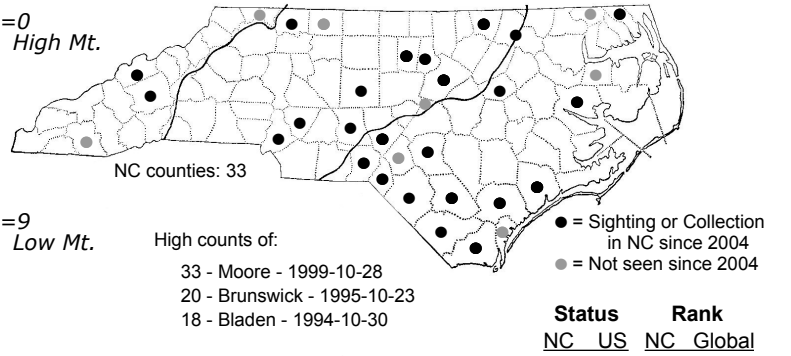 =0
High Mt.
NC counties: 33
=9
Low Mt.
High counts of:
33 - Moore - 1999-10-28
20 - Brunswick - 1995-10-23
18 - Bladen - 1994-10-30
= Sighting or Collection
in NC since 2004
= Not seen since 2004
Status Rank
NC US NC Global